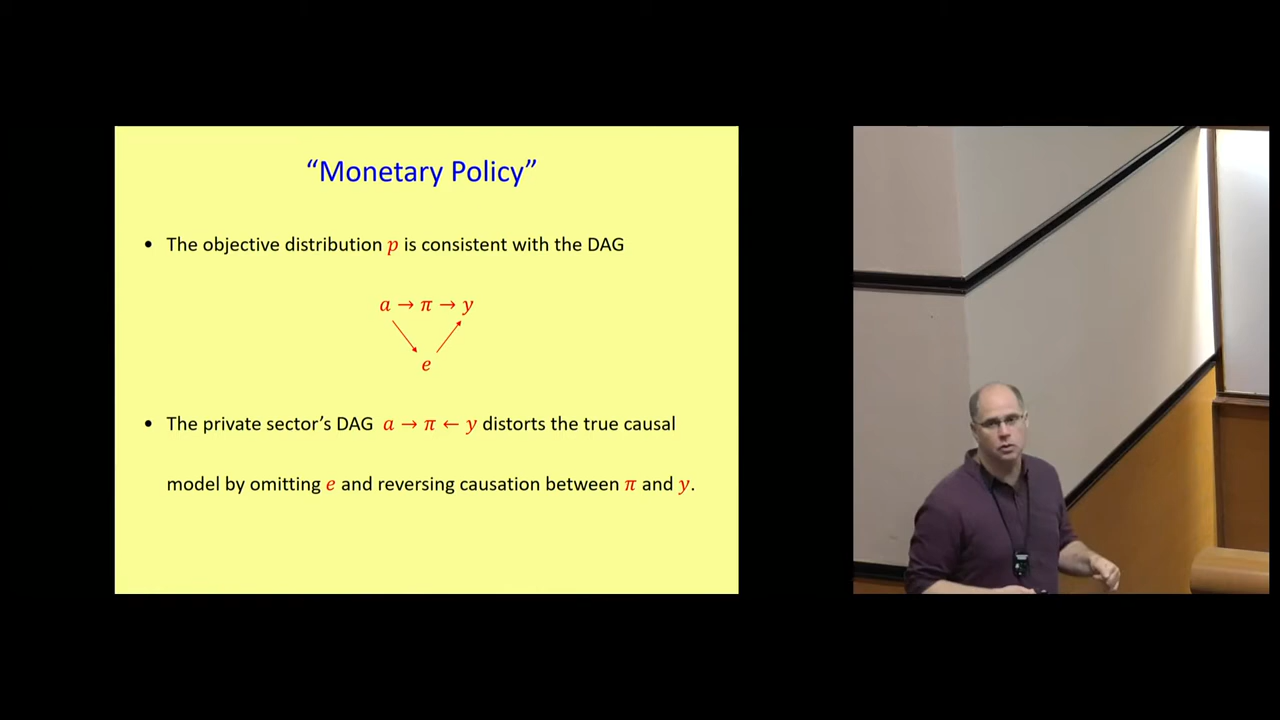 “Monetary Policy”
• The objective distribution p is consistent with the DAG
a → π → y
e
• The private sector’s DAG a → π ← y distorts the true causal
model by omitting e and reversing causation between π and y.